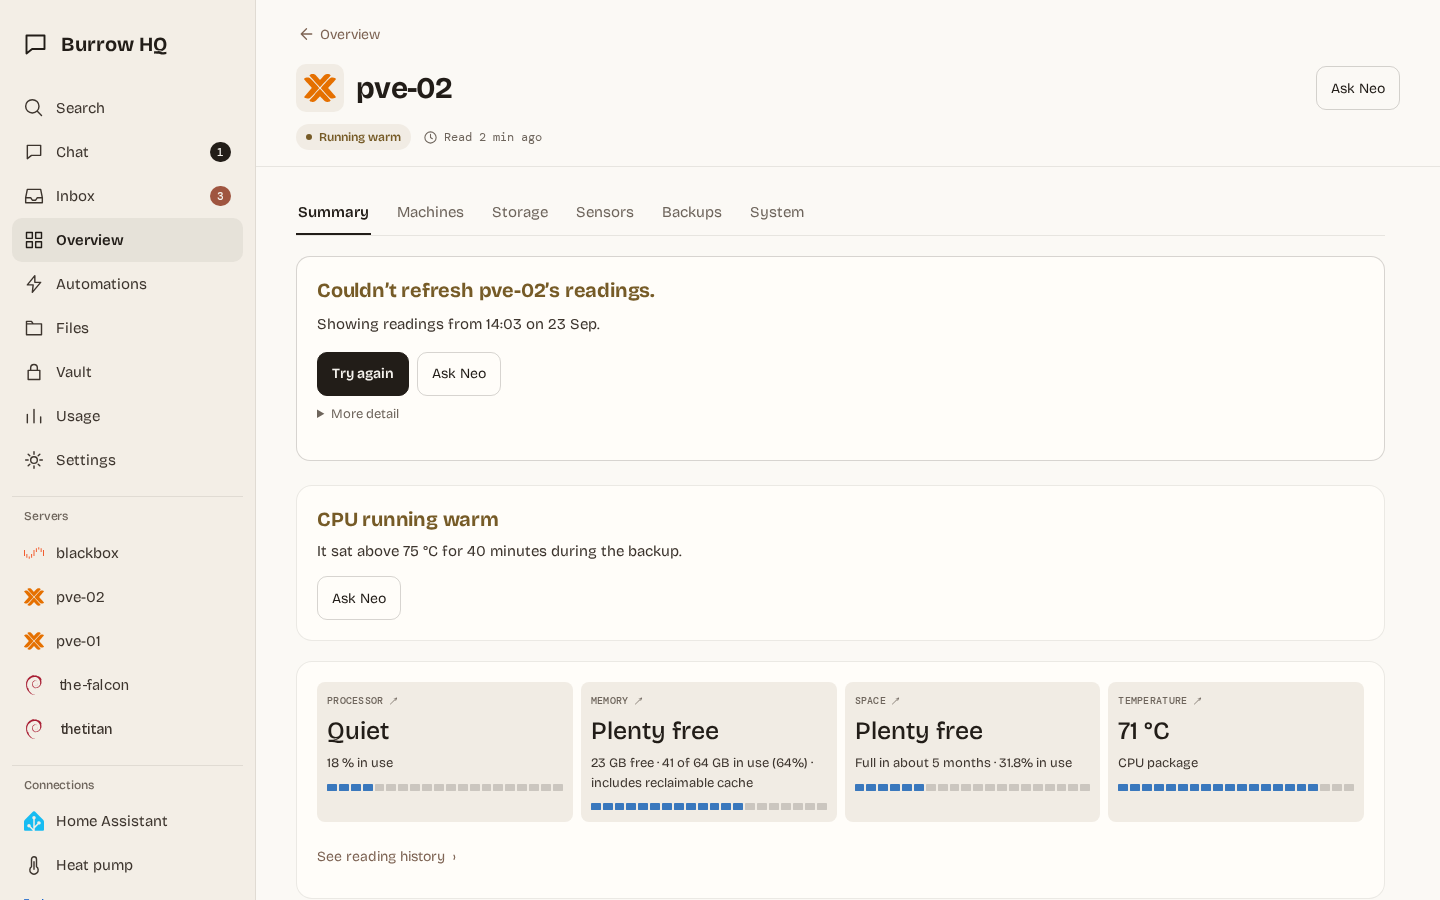 Burrow HQ
Search
Chat 1
Inbox 3
Overview
Automations
Files
Vault
Usage
Settings
Servers
blackbox
pve-02
pve-01
the-falcon
thetitan
Connections
Home Assistant
Heat pump
← Overview
pve-02
Ask Neo
Running warm
Read 2 min ago
Summary Machines Storage Sensors Backups System
Couldn’t refresh pve-02’s readings.
Showing readings from 14:03 on 23 Sep.
Try again Ask Neo
▶ More detail
CPU running warm
It sat above 75 °C for 40 minutes during the backup.
Ask Neo
PROCESSOR ↗
Quiet
18 % in use
MEMORY ↗
Plenty free
23 GB free · 41 of 64 GB in use (64%) ·
includes reclaimable cache
SPACE ↗
Plenty free
Full in about 5 months · 31.8% in use
TEMPERATURE ↗
71 °C
CPU package
See reading history ›